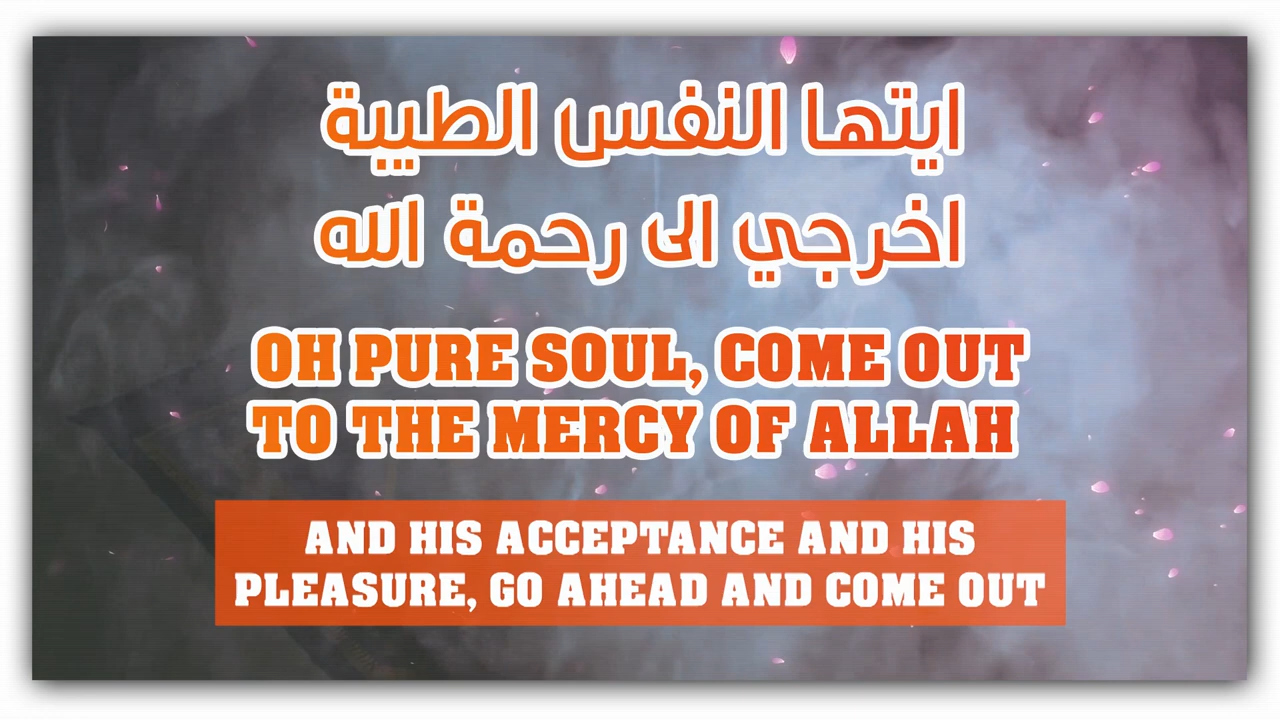 ايتها النفس الطيبة
اخرجي الى رحمة الله
OH PURE SOUL, COME OUT
TO THE MERCY OF ALLAH
AND HIS ACCEPTANCE AND HIS
PLEASURE, GO AHEAD AND COME OUT